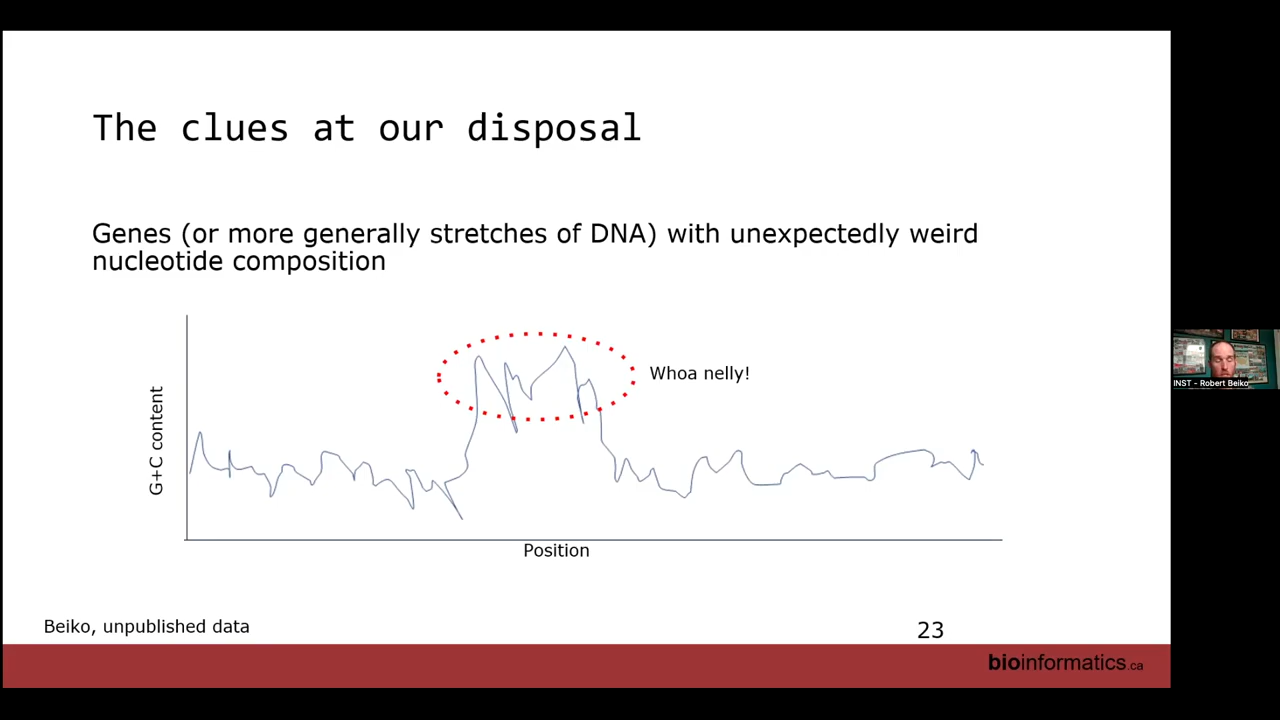 The clues at our disposal
Genes (or more generally stretches of DNA) with unexpectedly weird
nucleotide composition
Whoa nelly!
G+C content
Position
INST - Robert Beiko
Beiko, unpublished data
23
bioinformatics.ca